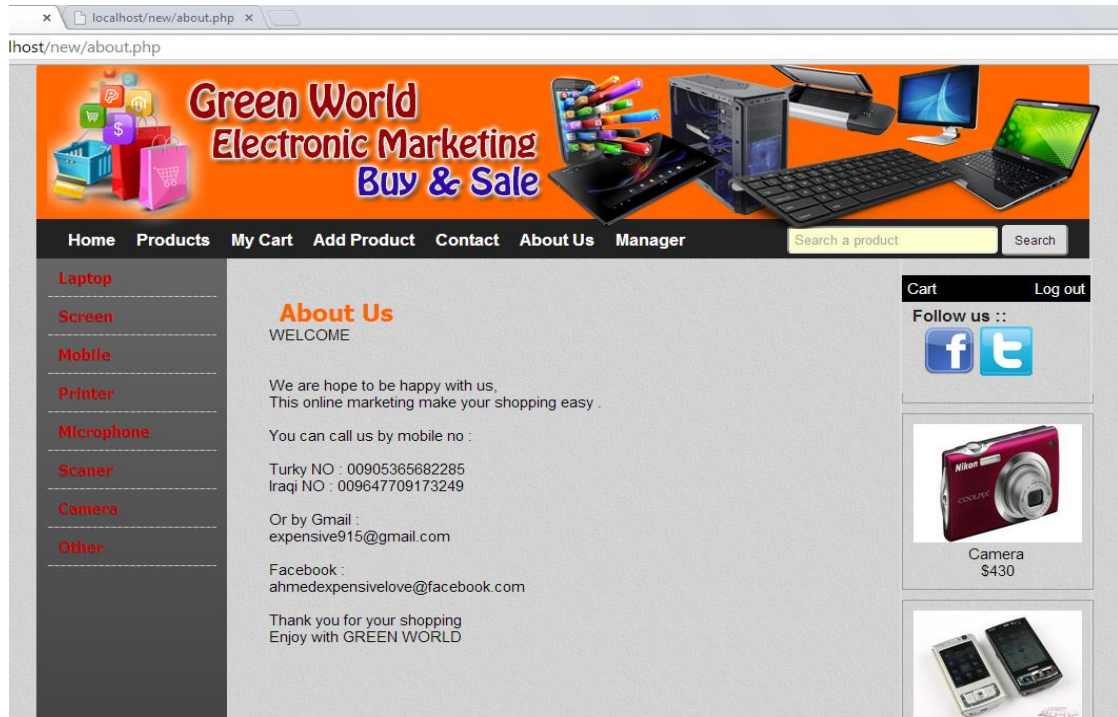 localhost/new/about.php
lhost/new/about.php
Green World
Electronic Marketing
Buy & Sale
Home Products My Cart Add Product Contact About Us Manager Search a product Search
Laptop
Screen
Mobile
Printer
Microphone
Scaner
Camera
Other
About Us
WELCOME
We are hope to be happy with us,
This online marketing make your shopping easy .
You can call us by mobile no :
Turky NO : 00905365682285
Iraqi NO : 009647709173249
Or by Gmail :
expensive915@gmail.com
Facebook :
ahmedexpensivelove@facebook.com
Thank you for your shopping
Enjoy with GREEN WORLD
Cart Log out
Follow us ::
Nikon
COOLPIX
Camera
$430